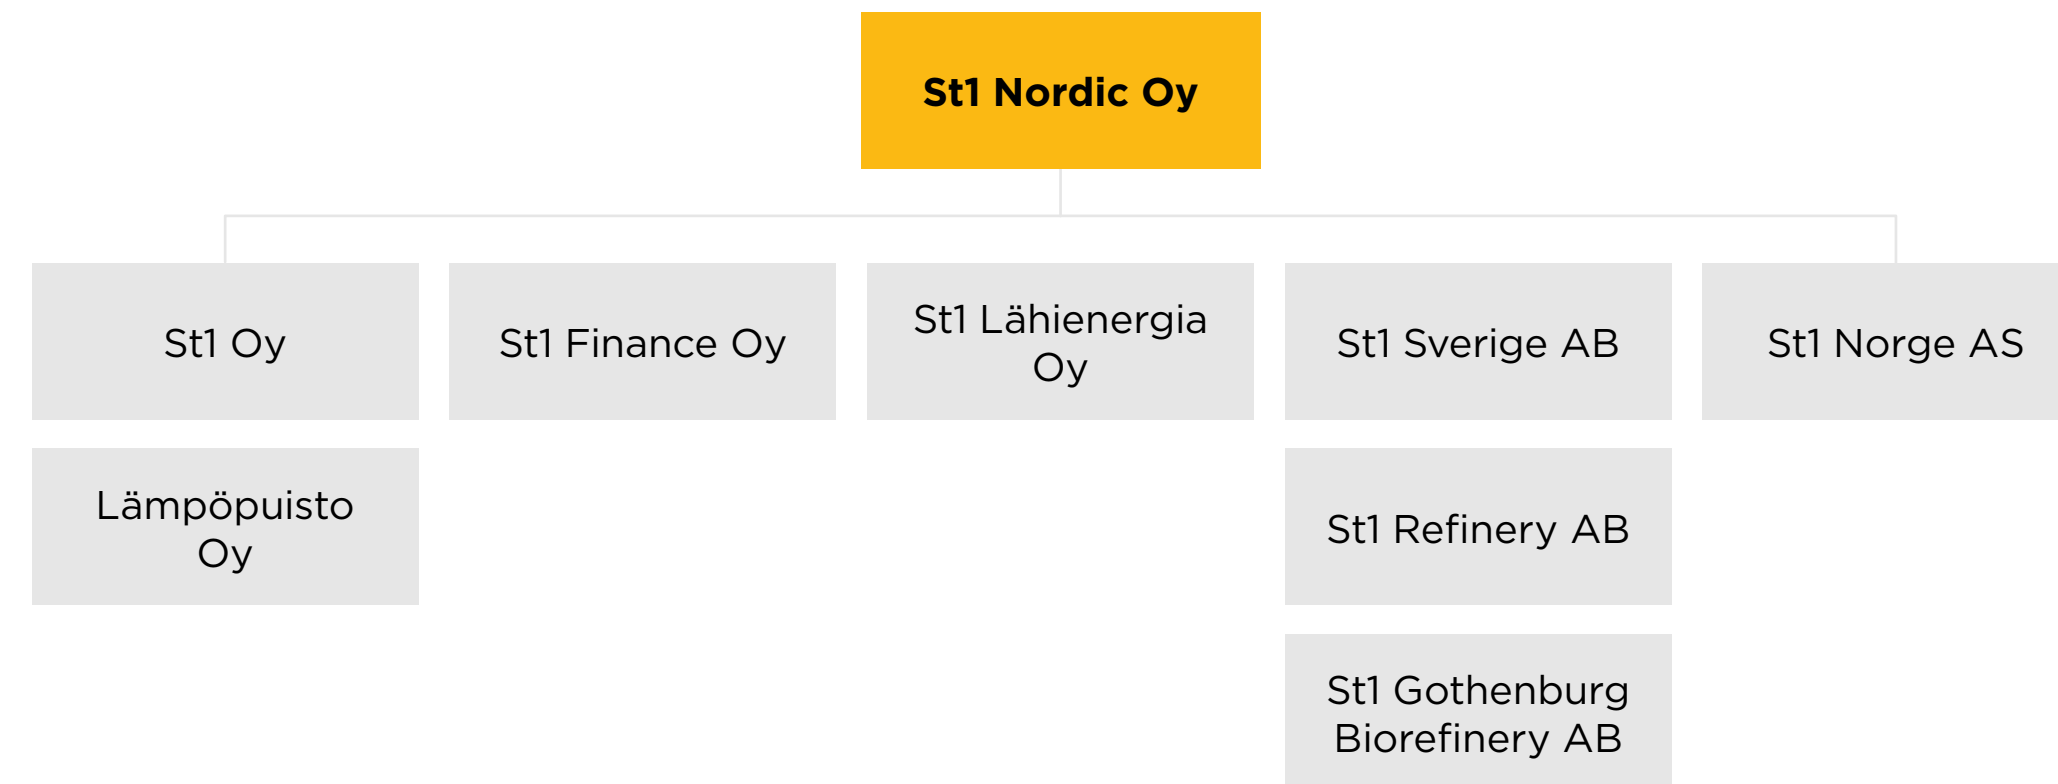 St1 Nordic Oy
St1 Oy
St1 Finance Oy
St1 Lähienergia
Oy
St1 Sverige AB
St1 Norge AS
Lämpöpuisto
Oy
St1 Refinery AB
St1 Gothenburg
Biorefinery AB